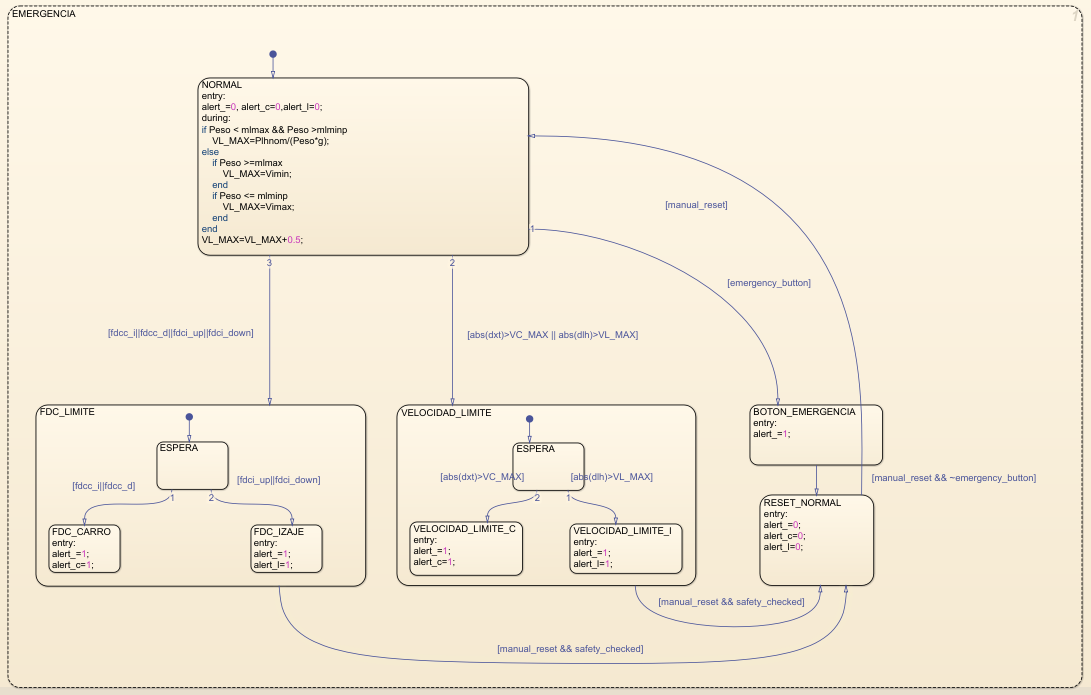 EMERGENCIA
1
NORMAL
entry:
alert_=0, alert_c=0,alert_I=0;
during:
if Peso < mlmax && Peso >mlminp
VL_MAX=Plhnom/(Peso*g);
else
if Peso >=mlmax
VL_MAX=Vimin;
end
if Peso <= mlminp
VL_MAX=Vimax;
end
end
VL_MAX=VL_MAX+0.5;
[manual_reset]
1
[emergency_button]
3
2
[fdcc_i||fdcc_d||fdci_up||fdci_down]
[abs(dxt)>VC_MAX || abs(dlh)>VL_MAX]
FDC_LIMITE
ESPERA
[fdcc_i||fdcc_d]
[fdci_up||fdci_down]
1
2
FDC_CARRO
entry:
alert_=1;
alert_c=1;
FDC_IZAJE
entry:
alert_=1;
alert_I=1;
VELOCIDAD_LIMITE
ESPERA
[abs(dxt)>VC_MAX]
[abs(dlh)>VL_MAX]
2
1
VELOCIDAD_LIMITE_C
entry:
alert_=1;
alert_c=1;
VELOCIDAD_LIMITE_I
entry:
alert_=1;
alert_I=1;
BOTON_EMERGENCIA
entry:
alert_=1;
[manual_reset && ~emergency_button]
RESET_NORMAL
entry:
alert_=0;
alert_c=0;
alert_I=0;
[manual_reset && safety_checked]
[manual_reset && safety_checked]